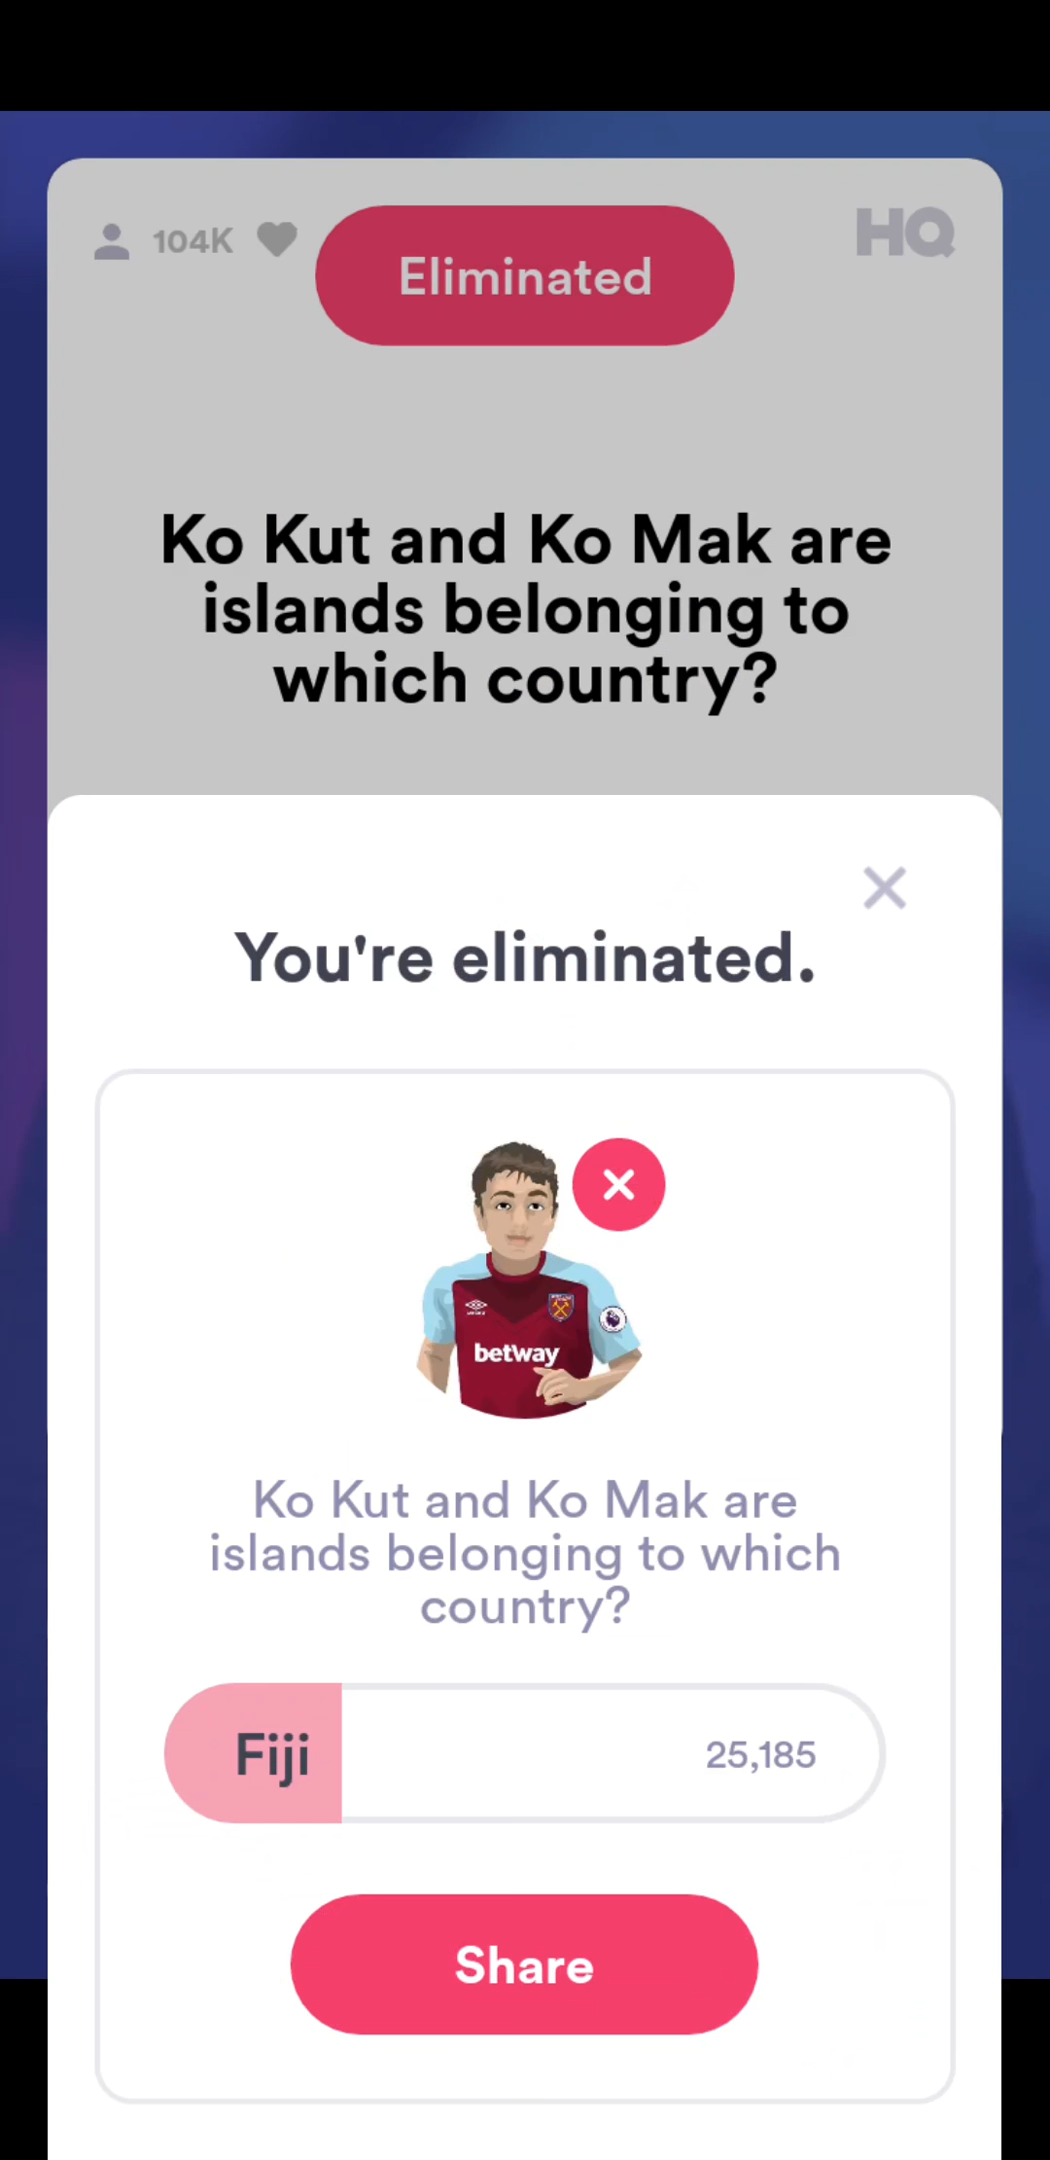 104K
HQ
Eliminated
Ko Kut and Ko Mak are
islands belonging to
which country?
You're eliminated.
betway
Ko Kut and Ko Mak are
islands belonging to which
country?
Fiji
25,185
Share